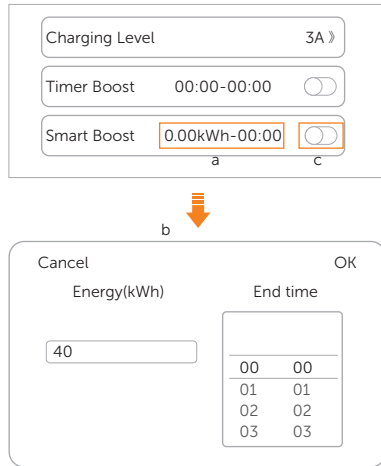 Charging Level 3A 》
Timer Boost 00:00-00:00
Smart Boost 0.00kWh-00:00
a c
b
Cancel OK
Energy(kWh) End time
40
00 00
01 01
02 02
03 03